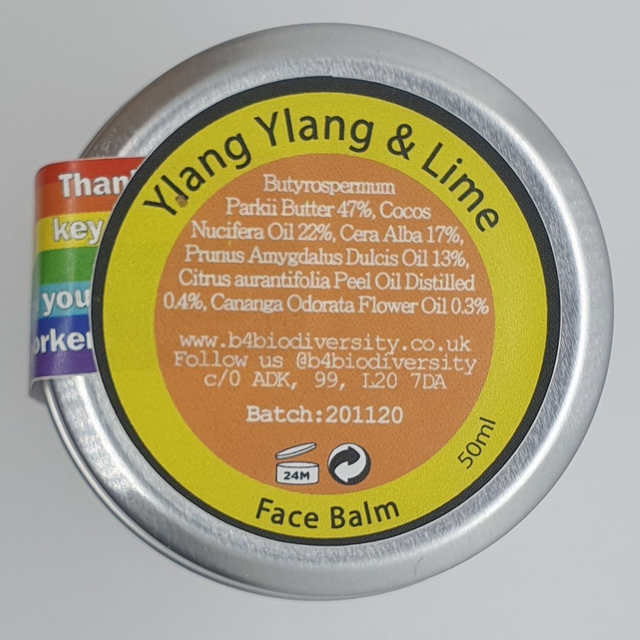 Ylang Ylang & Lime
Butyrospermum
Parkii Butter 47%, Cocos
Nucifera Oil 22%, Cera Alba 17%,
Prunus Amygdalus Dulcis Oil 13%,
Citrus aurantifolia Peel Oil Distilled
0.4%, Cananga Odorata Flower Oil 0.3%
www.b4biodiversity.co.uk
Follow us @b4biodiversity
c/0 ADK, 99, L20 7DA
Batch:201120
24M
50ml
Face Balm
Than
key
you
orker